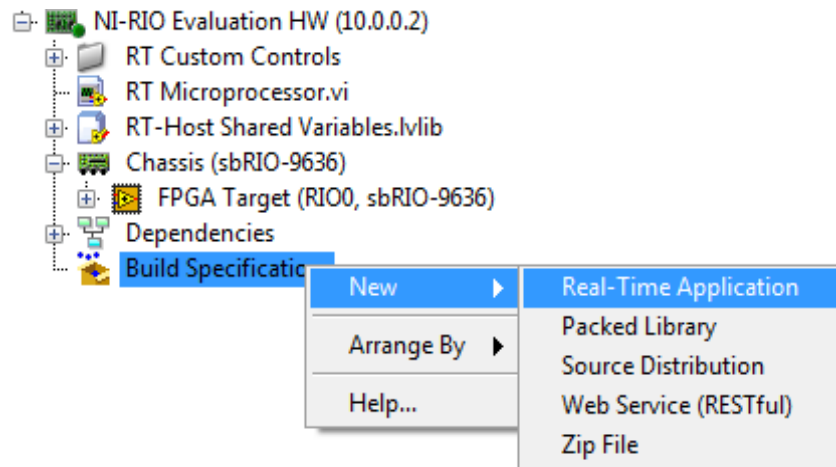 NI-RIO Evaluation HW (10.0.0.2)
RT Custom Controls
RT Microprocessor.vi
RT-Host Shared Variables.lvlib
Chassis (sbRIO-9636)
FPGA Target (RIO0, sbRIO-9636)
Dependencies
Build Specificatio
New
Arrange By
Help...
Real-Time Application
Packed Library
Source Distribution
Web Service (RESTful)
Zip File